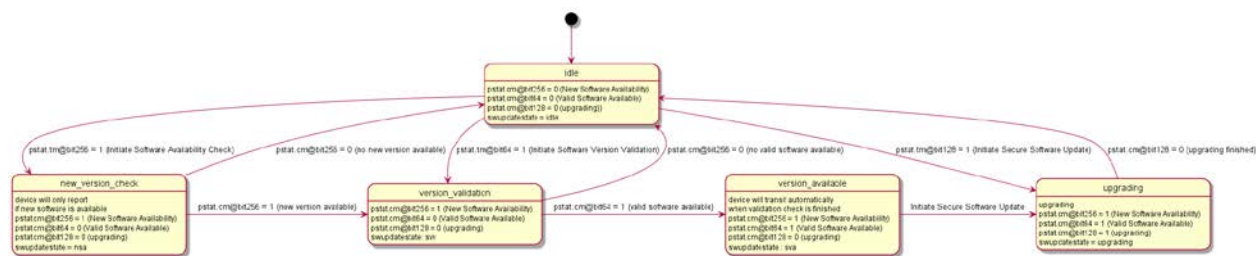 idle
pstat.cm@bit256 = 0 (New Software Availability)
pstat.cm@bit64 = 0 (Valid Software Available)
pstat.cm@bit128 = 0 (upgrading))
swupdatestate = idle
pstat.tm@bit256 = 1 (Initiate Software Availability Check)
pstat.cm@bit256 = 0 (no new version available)
pstat.tm@bit64 = 1 (Initiate Software Version Validation)
pstat.cm@bit256 = 0 (no valid software available)
pstat.tm@bit128 = 1 (Initiate Secure Software Update)
pstat.cm@bit128 = 0 (upgrading finished)
new_version_check
device will only report
if new software is available
pstat.cm@bit256 = 1 (New Software Availability)
pstat.cm@bit64 = 0 (Valid Software Available)
pstat.cm@bit128 = 0 (upgrading)
swupdatestate = nsa
pstat.cm@bit256 = 1 (new version available)
version_validation
pstat.cm@bit256 = 1 (New Software Availability)
pstat.cm@bit64 = 0 (Valid Software Available)
pstat.cm@bit128 = 0 (upgrading)
swupdatestate : svv
pstat.cm@bit64 = 1 (valid software available)
version_available
device will transit automatically
when validation check is finished
pstat.cm@bit256 = 1 (New Software Availability)
pstat.cm@bit64 = 1 (Valid Software Available)
pstat.cm@bit128 = 0 (upgrading)
swupdatestate : sva
Initiate Secure Software Update
upgrading
upgrading
pstat.cm@bit256 = 1 (New Software Availability)
pstat.cm@bit64 = 1 (Valid Software Available)
pstat.cm@bit128 = 1 (upgrading)
swupdatestate = upgrading